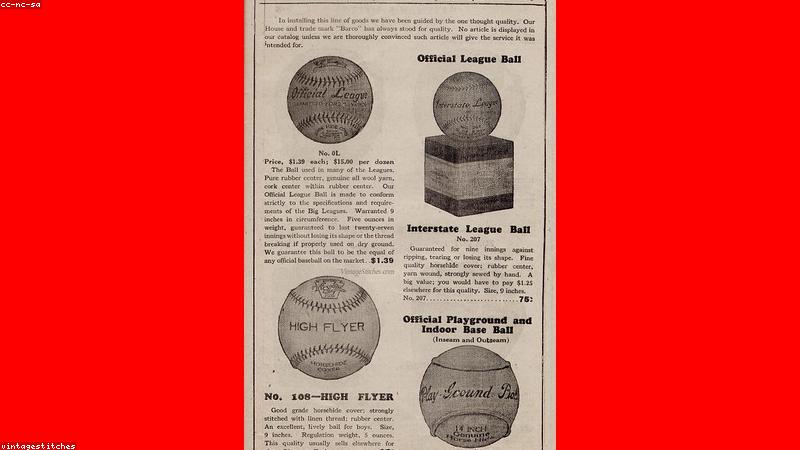 cc-nc-sa
In installing this line of goods we have been guided by the one thought quality. Our
House and trade mark "Barco" has always stood for quality. No article is displayed in
our catalog unless we are thoroughly convinced such article will give the service it was
intended for.
Official League
No. 0L
Price, $1.39 each; $15.00 per dozen
The Ball used in many of the Leagues.
Pure rubber center, genuine all wool yarn,
cork center within rubber center. Our
Official League Ball is made to conform
strictly to the specifications and require-
ments of the Big Leagues. Warranted 9
inches in circumference. Five ounces in
weight, guaranteed to last twenty-seven
innings without losing its shape or the thread
breaking if properly used on dry ground.
We guarantee this ball to be the equal of
any official baseball on the market. $1.39
VintageStitches.com
HIGH FLYER
HORSEHIDE
COVER
No. 108—HIGH FLYER
Good grade horsehide cover; strongly
stitched with linen thread; rubber center.
An excellent, lively ball for boys. Size,
9 inches. Regulation weight, 5 ounces.
This quality usually sells elsewhere for
Official League Ball
Interstate League
Interstate League Ball
No. 207
Guaranteed for nine innings against
ripping, tearing or losing its shape. Fine
quality horsehide cover; rubber center,
yarn wound, strongly sewed by hand. A
big value; you would have to pay $1.25
elsewhere for this quality. Size, 9 inches.
No. 207......................75c
Official Playground and
Indoor Base Ball
(Inseam and Outseam)
Play Ground Ball
14 INCH
Genuine
Horse Hide
vintagestitches